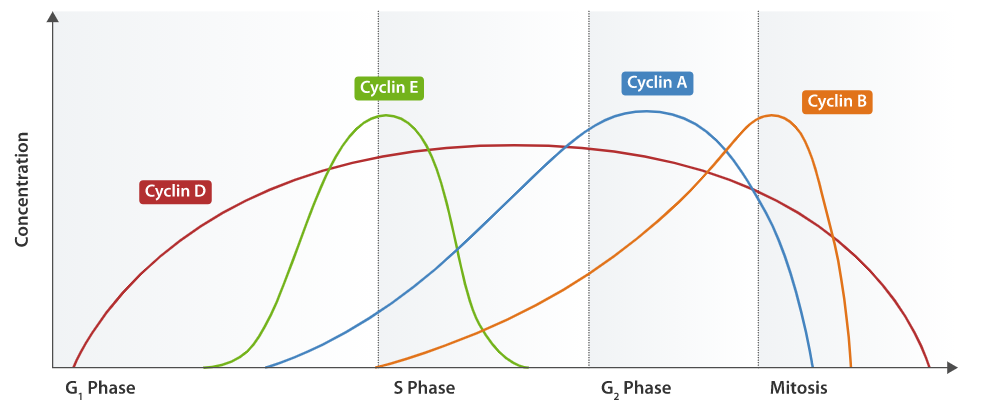 Cyclin E
Cyclin A
Cyclin B
Cyclin D
Concentration
G₁ Phase
S Phase
G₂ Phase
Mitosis